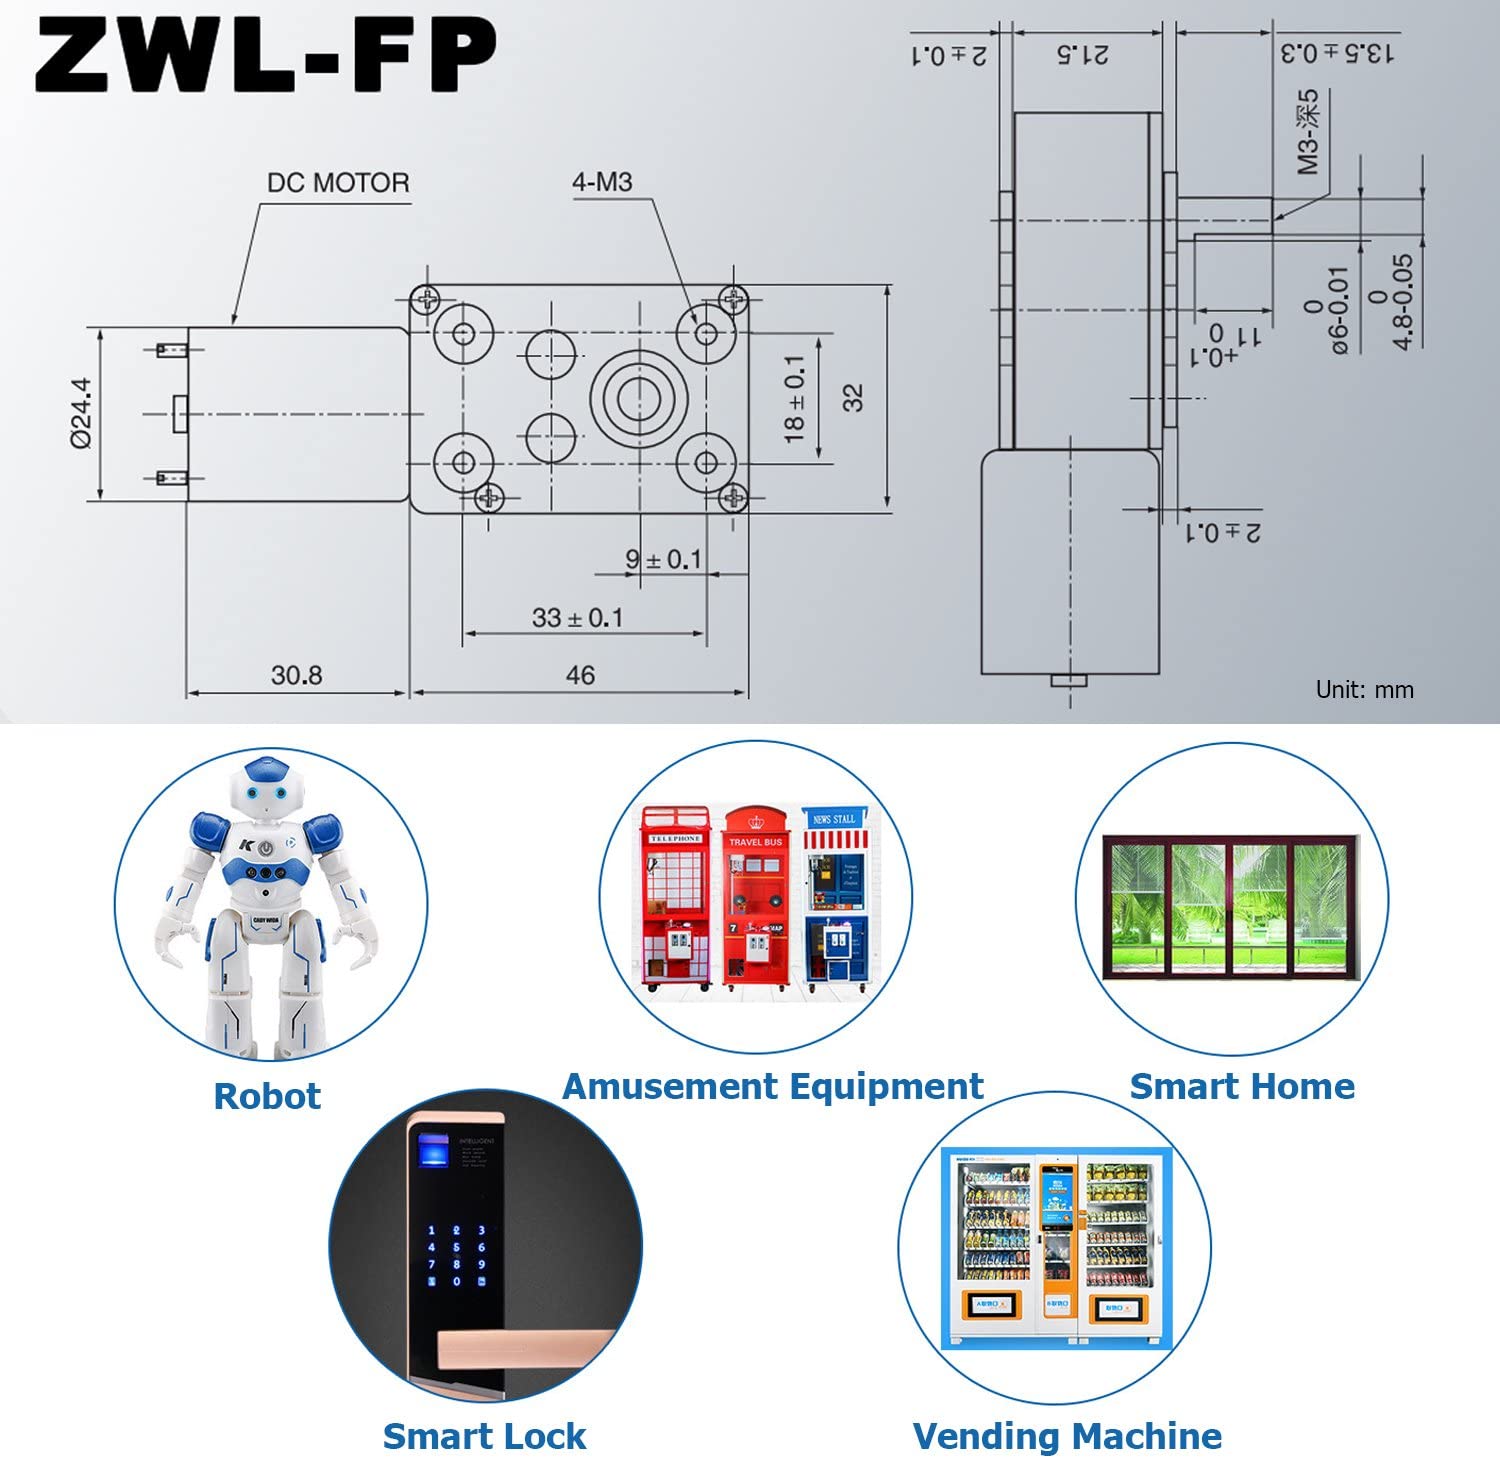 ZWL-FP
2±0.1
21.5
13.5±0.3
M3-深5
DC MOTOR
4-M3
Ø24.4
18±0.1
32
0
ø6-0.01
0
4.8-0.05
+0.1
11 0
2±0.1
9±0.1
33±0.1
30.8
46
Unit: mm
TELEPHONE
TRAVEL BUS
NEWS STALL
7
CADY WIDA
Robot
Amusement Equipment
Smart Home
INTELLIGENT
1 2 3
4 5 6
7 8 9
0
Smart Lock
Vending Machine